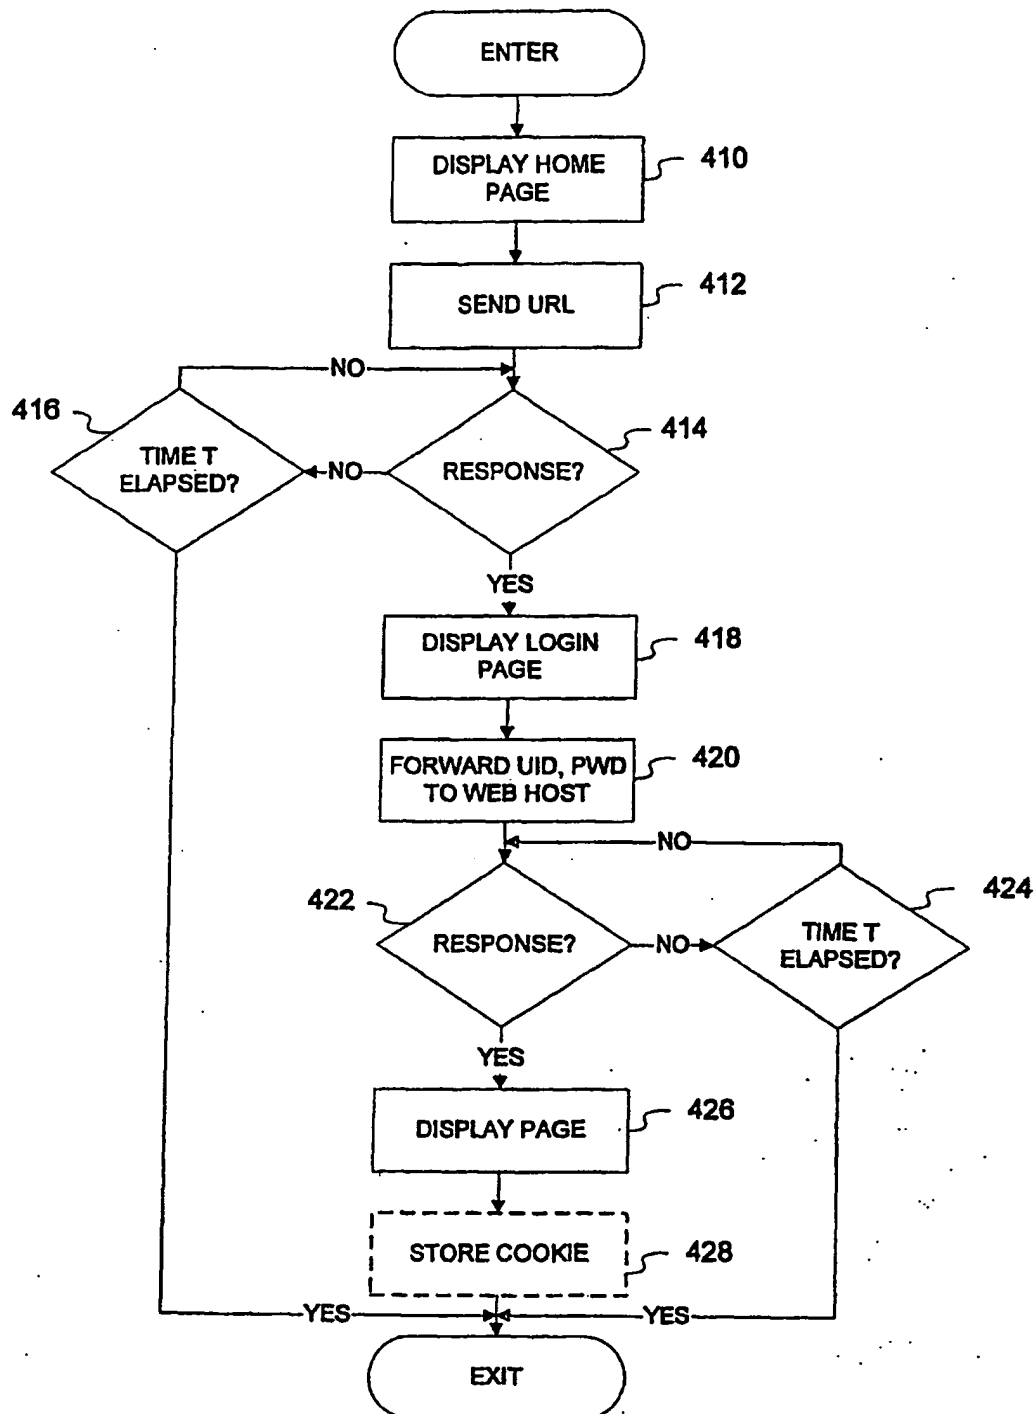 ENTER
DISPLAY HOME
PAGE
410
SEND URL
412
NO
416
TIME T
ELAPSED?
NO
RESPONSE?
414
YES
DISPLAY LOGIN
PAGE
418
FORWARD UID, PWD
TO WEB HOST
420
NO
422
RESPONSE?
NO
TIME T
ELAPSED?
424
YES
DISPLAY PAGE
426
STORE COOKIE
428
YES
YES
EXIT